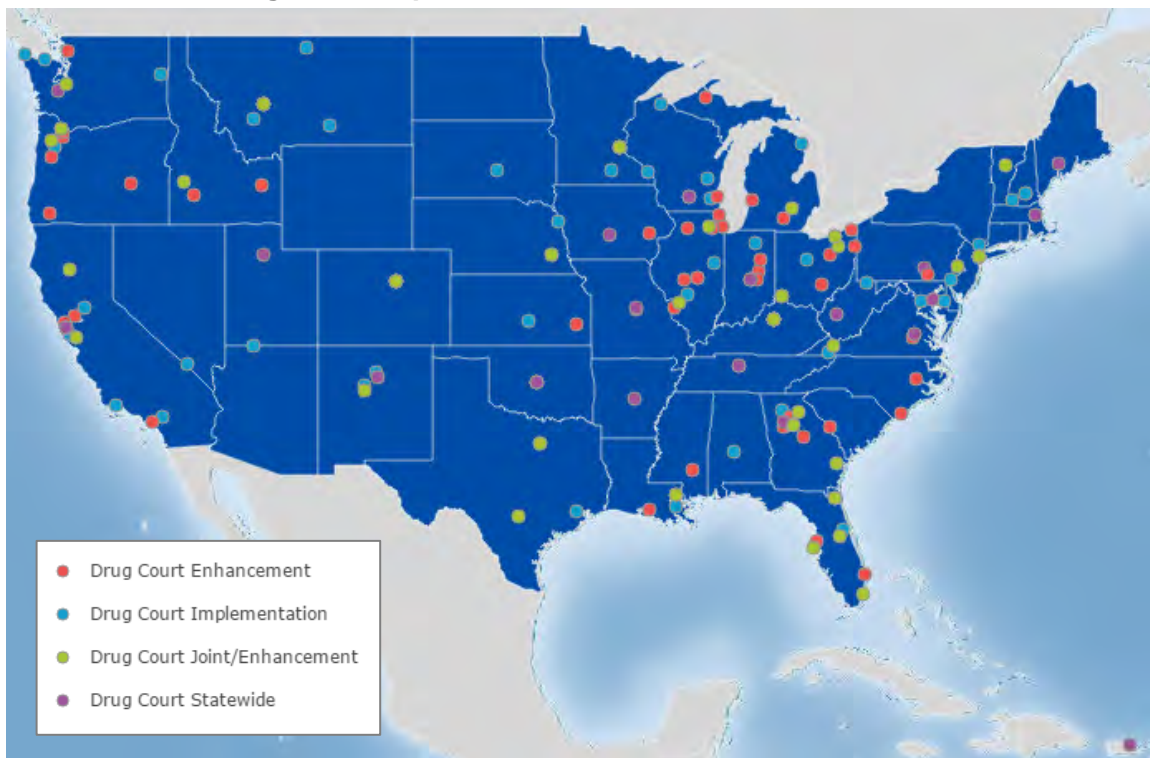 Drug Court Enhancement
Drug Court Implementation
Drug Court Joint/Enhancement
Drug Court Statewide